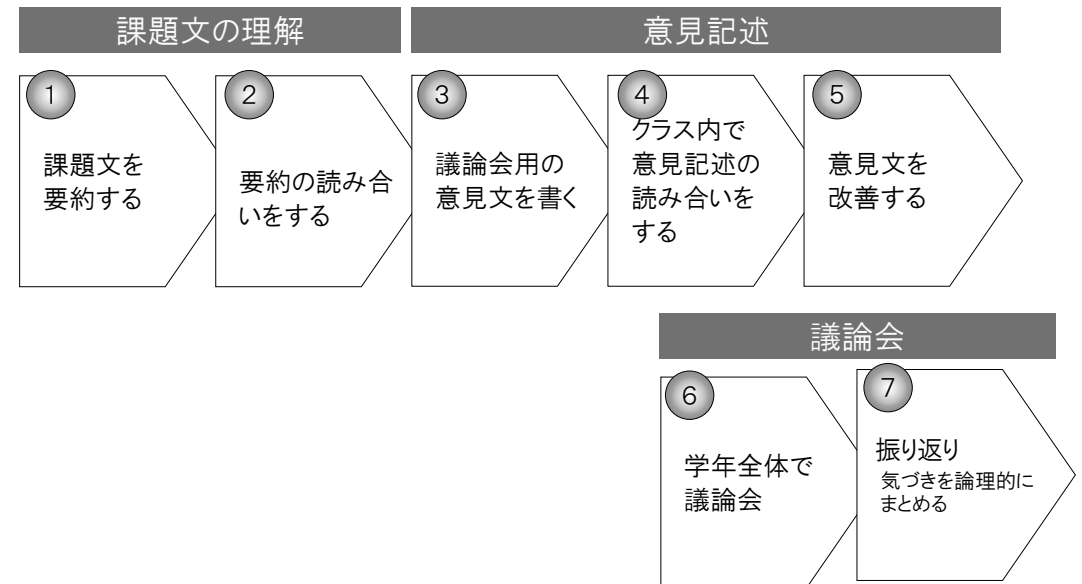 課題文の理解
意見記述
1
課題文を
要約する
2
要約の読み合
いをする
3
議論会用の
意見文を書く
4
クラス内で
意見記述の
読み合いを
する
5
意見文を
改善する
議論会
6
学年全体で
議論会
7
振り返り
気づきを論理的に
まとめる